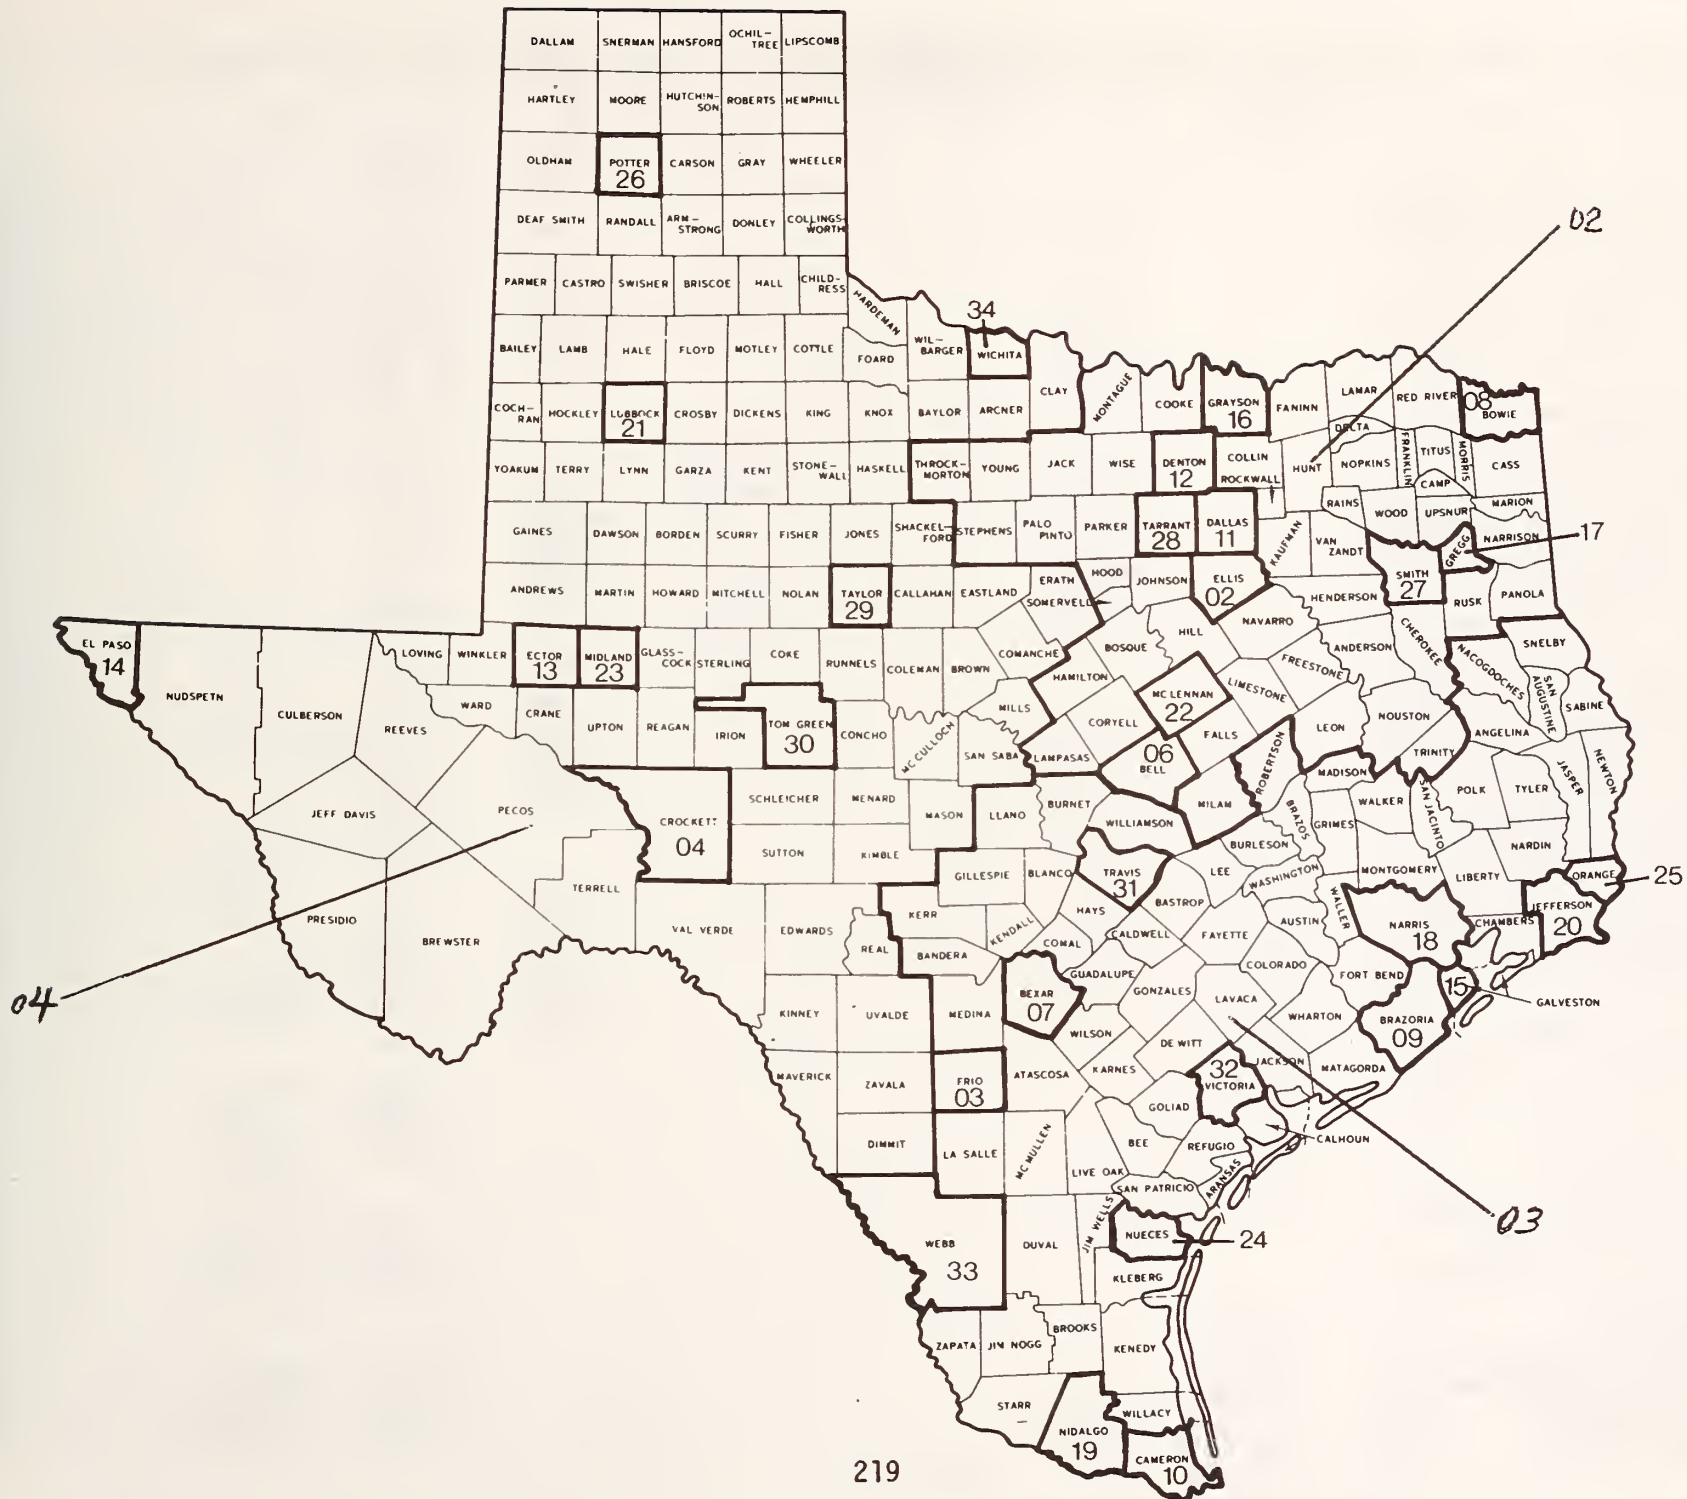 DALLAM SNERMAN HANSFORD OCHIL-
TREE LIPSCOMB
HARTLEY MOORE HUTCHIN-
SON ROBERTS HEMPHILL
OLDHAM POTTER CARSON GRAY WHEELER
26
DEAF SMITH RANDALL ARM-
STRONG DONLEY COLLINGS-
WORTH
02
PARMER CASTRO SWISHER BRISCOE HALL CHILD-
RESS
HARDEMAN
34
BAILEY LAMB HALE FLOYD MOTLEY COTTLE FOARD WIL-
BARGER WICHITA
CLAY MONTAGUE COOKE GRAYSON
16
FANINN LAMAR RED RIVER 08
BOWIE
COCH-
RAN HOCKLEY LUBBOCK
21
CROSBY DICKENS KING KNOX BAYLOR ARCNER
DELTA
YOAKUM TERRY LYNN GARZA KENT STONE-
WALL HASKELL THROCK-
MORTON YOUNG JACK WISE DENTON
12
COLLIN
ROCKWALL
HUNT NOPKINS FRANKLIN TITUS MORRIS CASS
CAMP
RAINS WOOD UPSNUR MARION
GAINES DAWSON BORDEN SCURRY FISHER JONES SHACKEL-
FORD STEPHENS PALO
PINTO PARKER TARRANT
28
DALLAS
11
KAUFMAN VAN
ZANDT GREGG NARRISON 17
ANDREWS MARTIN HOWARD MITCHELL NOLAN TAYLOR
29
CALLAHAN EASTLAND ERATH HOOD JOHNSON ELLIS
02
SMITH
27
SOMERVELL
HENDERSON RUSK PANOLA
EL PASO
14
NUDSPETN CULBERSON REEVES LOVING WINKLER ECTOR
13
MIDLAND
23
GLASS-
COCK STERLING COKE RUNNELS COLEMAN BROWN COMANCHE
HAMILTON BOSQUE HILL NAVARRO
ANDERSON CHEROKEE NACOGDOCHES SNELBY
FREESTONE LIMESTONE SAN
AUGUSTINE SABINE
WARD CRANE UPTON REAGAN IRION TOM GREEN
30
CONCHO MC CULLOCH SAN SABA MILLS LAMPASAS CORYELL MC LENNAN
22
FALLS LEON NOUSTON TRINITY ANGELINA
06
BELL
ROBERTSON MADISON
NEWTON JASPER
JEFF DAVIS PECOS CROCKETT
04
SCHLEICHER MENARD MASON LLANO BURNET WILLIAMSON MILAM
BRAZOS GRIMES WALKER SAN JACINTO POLK TYLER
SUTTON KIMBLE GILLESPIE BLANCO TRAVIS
31
BURLESON LEE WASHINGTON MONTGOMERY LIBERTY NARDIN
ORANGE 25
TERRELL
JEFFERSON
20
PRESIDIO BREWSTER VAL VERDE EDWARDS REAL KERR BANDERA KENDALL
HAYS COMAL CALDWELL BASTROP FAYETTE AUSTIN WALLER NARRIS
18
CHAMBERS
04
BEXAR
07
GUADALUPE GONZALES LAVACA COLORADO FORT BEND
15
GALVESTON
KINNEY UVALDE MEDINA WILSON WHARTON BRAZORIA
09
MAVERICK ZAVALA FRIO
03
ATASCOSA KARNES DE WITT 32
VICTORIA
JACKSON MATAGORDA
GOLIAD
DIMMIT LA SALLE MC MULLEN LIVE OAK BEE REFUGIO CALHOUN
SAN PATRICIO ARANSAS
03
WEBB
33
DUVAL JIM WELLS NUECES 24
KLEBERG
ZAPATA JIM NOGG BROOKS KENEDY
STARR NIDALGO
19
WILLACY
CAMERON
10
219